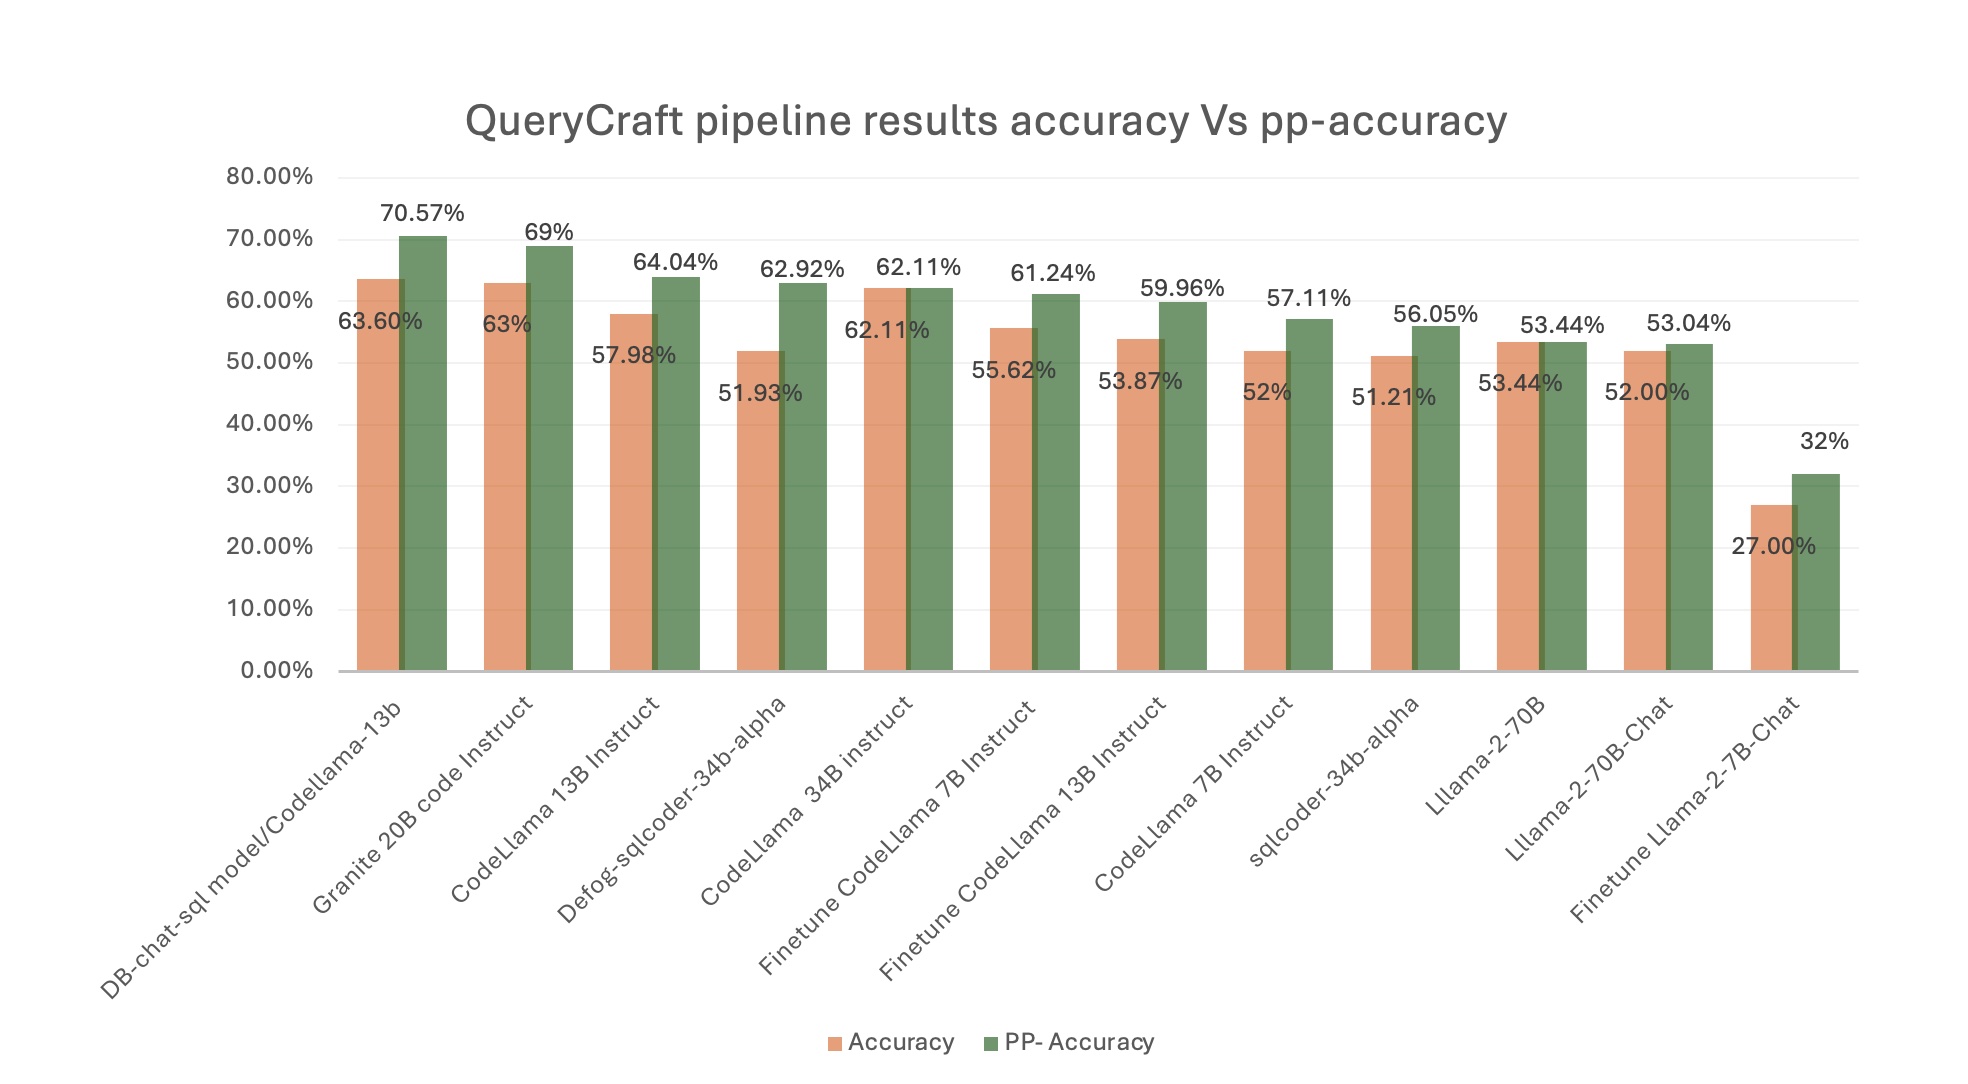 QueryCraft pipeline results accuracy Vs pp-accuracy
80.00%
70.00%
60.00%
50.00%
40.00%
30.00%
20.00%
10.00%
0.00%
70.57%
69%
64.04%
62.92%
62.11%
61.24%
59.96%
57.11%
56.05%
53.44%
53.04%
32%
63.60%
63%
57.98%
51.93%
62.11%
55.62%
53.87%
52%
51.21%
53.44%
52.00%
27.00%
DB-chat-sql model/Codellama-13b
Granite 20B code Instruct
CodeLlama 13B Instruct
Defog-sqlcoder-34b-alpha
CodeLlama  34B instruct
Finetune CodeLlama 7B Instruct
Finetune CodeLlama 13B Instruct
CodeLlama 7B Instruct
sqlcoder-34b-alpha
Lllama-2-70B
Lllama-2-70B-Chat
Finetune Llama-2-7B-Chat
Accuracy
PP- Accuracy